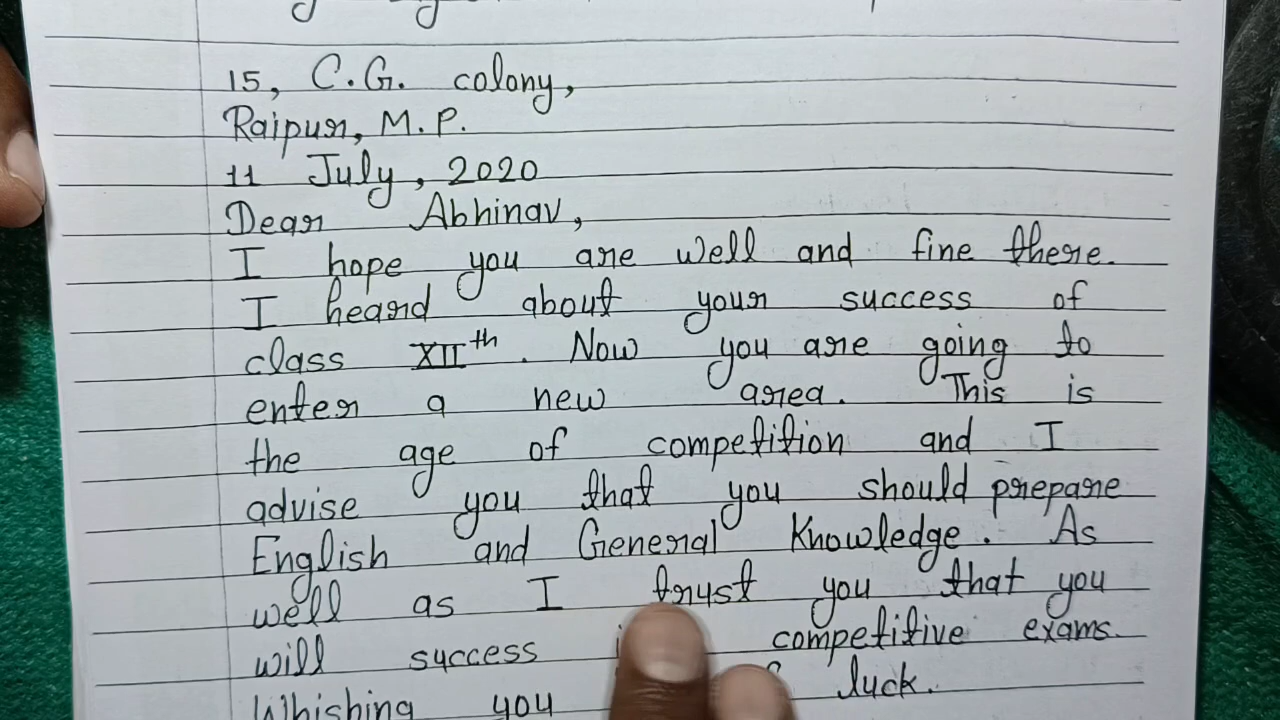 15, C.G. colony,
Raipur, M.P.
11 July, 2020
Dear Abhinav,
I hope you are well and fine there.
I heard about your success of
class XIIth. Now you are going to
enter a new area. This is
the age of competition and I
advise you that you should prepare
English and General Knowledge. As
well as I trust you that you
will success competitive exams.
Whishing you luck.